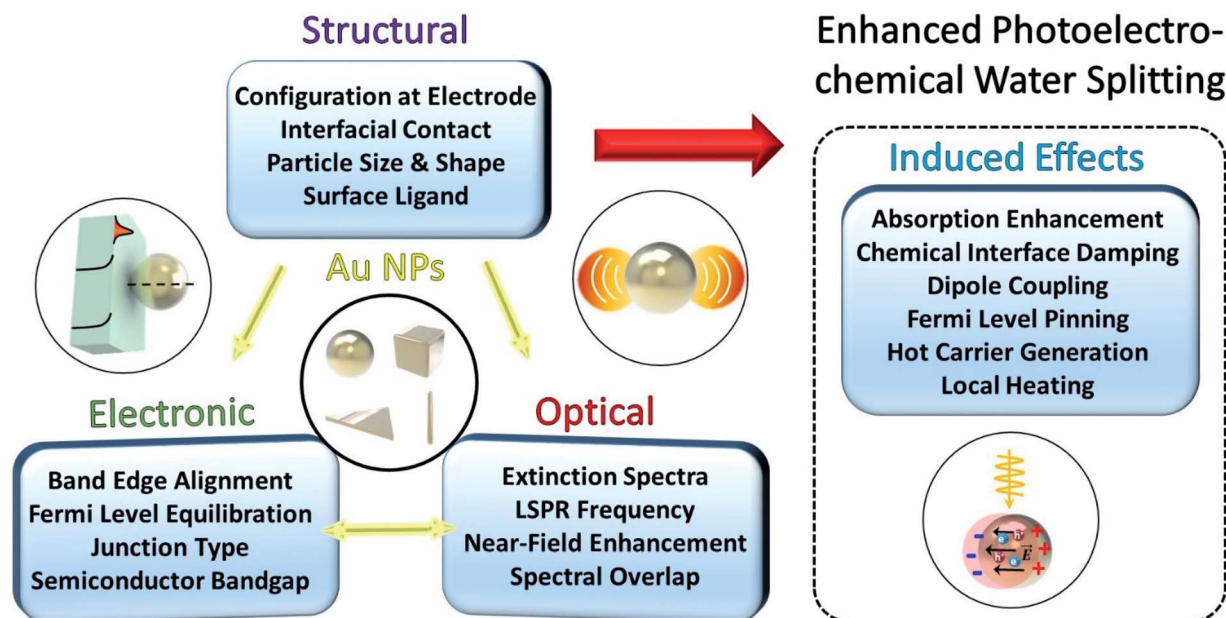 Structural
Configuration at Electrode
Interfacial Contact
Particle Size & Shape
Surface Ligand
Au NPs
Electronic
Band Edge Alignment
Fermi Level Equilibration
Junction Type
Semiconductor Bandgap
Optical
Extinction Spectra
LSPR Frequency
Near-Field Enhancement
Spectral Overlap
Enhanced Photoelectro-
chemical Water Splitting
Induced Effects
Absorption Enhancement
Chemical Interface Damping
Dipole Coupling
Fermi Level Pinning
Hot Carrier Generation
Local Heating
- e⁻ h⁺ +
- h⁺ e⁻ E⃗ +
- +